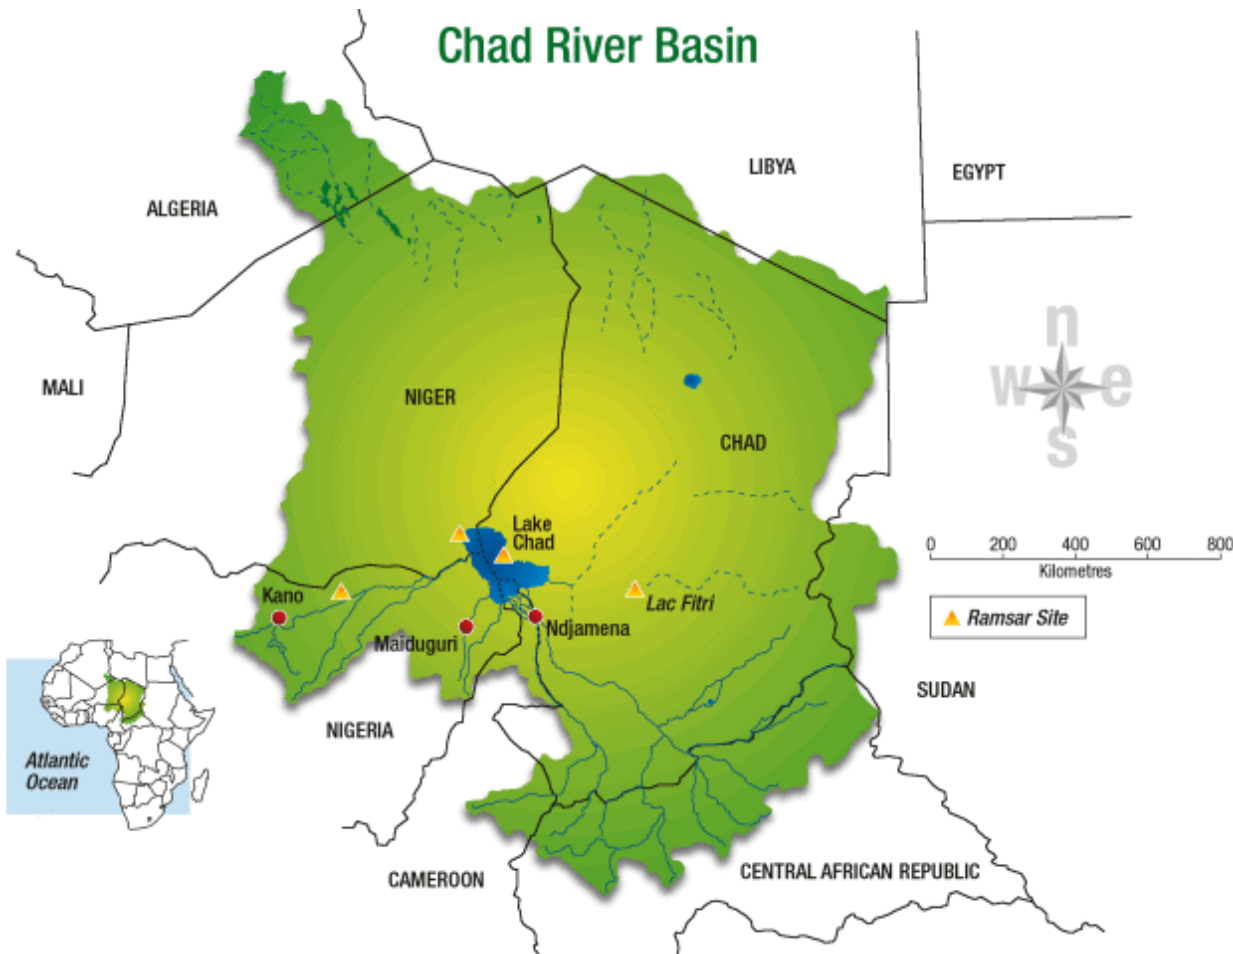 Chad River Basin
LIBYA
EGYPT
ALGERIA
n
w e
s
MALI
NIGER
CHAD
Lake
Chad
0 200 400 600 800
Kilometres
Kano
Lac Fitri
Ramsar Site
Ndjamena
Maiduguri
SUDAN
NIGERIA
Atlantic
Ocean
CAMEROON
CENTRAL AFRICAN REPUBLIC